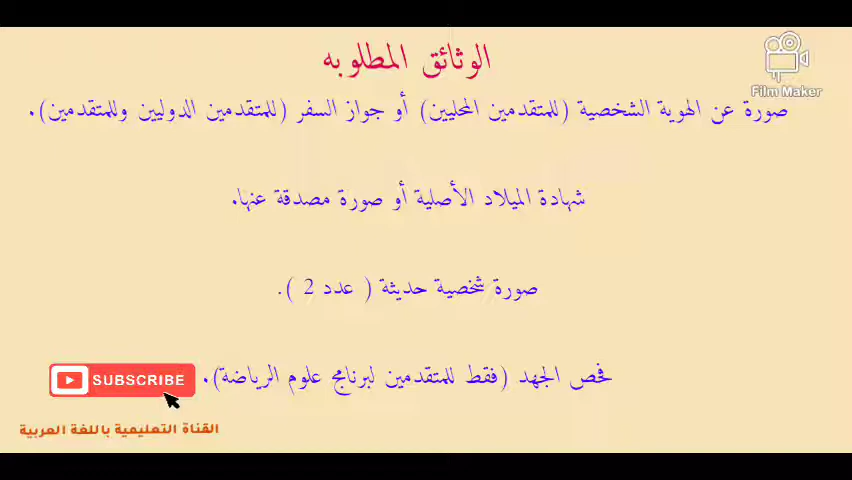 الوثائق المطلوبه
Film Maker
صورة عن الهوية الشخصية (للمتقدمين المحليين) أو جواز السفر (للمتقدمين الدوليين وللمتقدمين).
شهادة الميلاد الأصلية أو صورة مصدقة عنها.
صورة شخصية حديثة ( عدد 2 ).
فحص الجهد (فقط للمتقدمين لبرنامج علوم الرياضة).
SUBSCRIBE
القناة التعليمية باللغة العربية